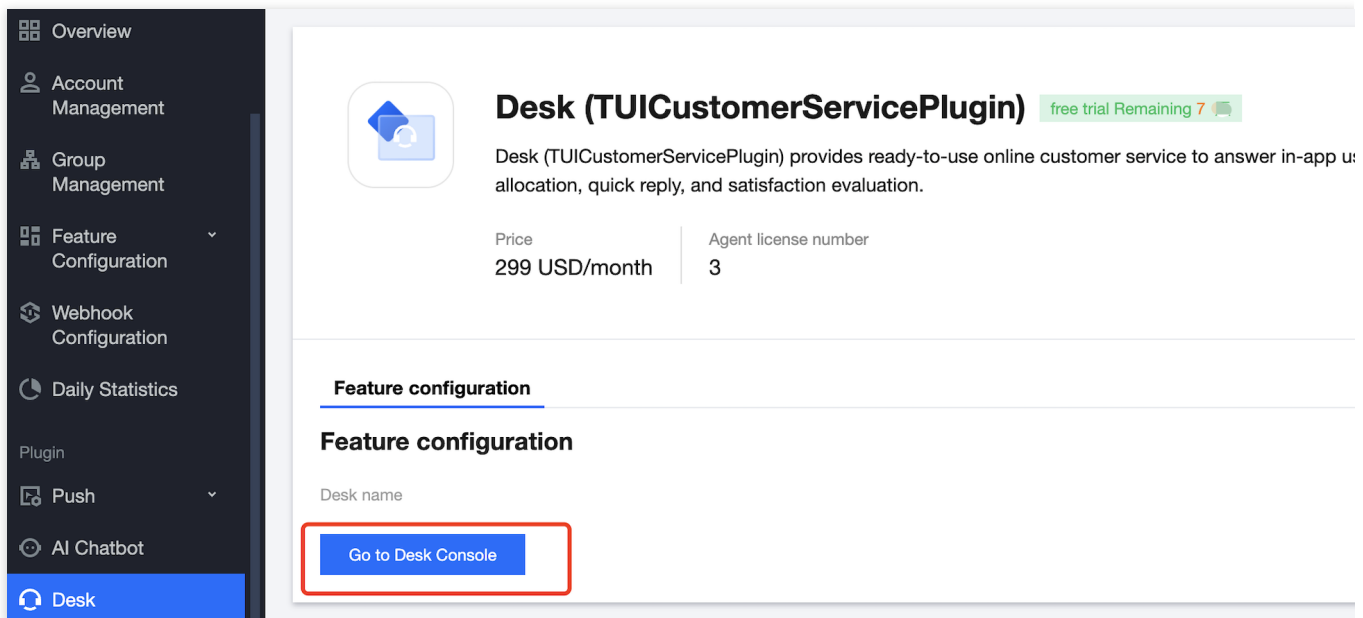 Overview
Account
Management
Group
Management
Feature
Configuration
Webhook
Configuration
Daily Statistics
Plugin
Push
AI Chatbot
Desk
Desk (TUICustomerServicePlugin)
free trial Remaining 7
Desk (TUICustomerServicePlugin) provides ready-to-use online customer service to answer in-app
allocation, quick reply, and satisfaction evaluation.
Price
299 USD/month
Agent license number
3
Feature configuration
Feature configuration
Desk name
Go to Desk Console